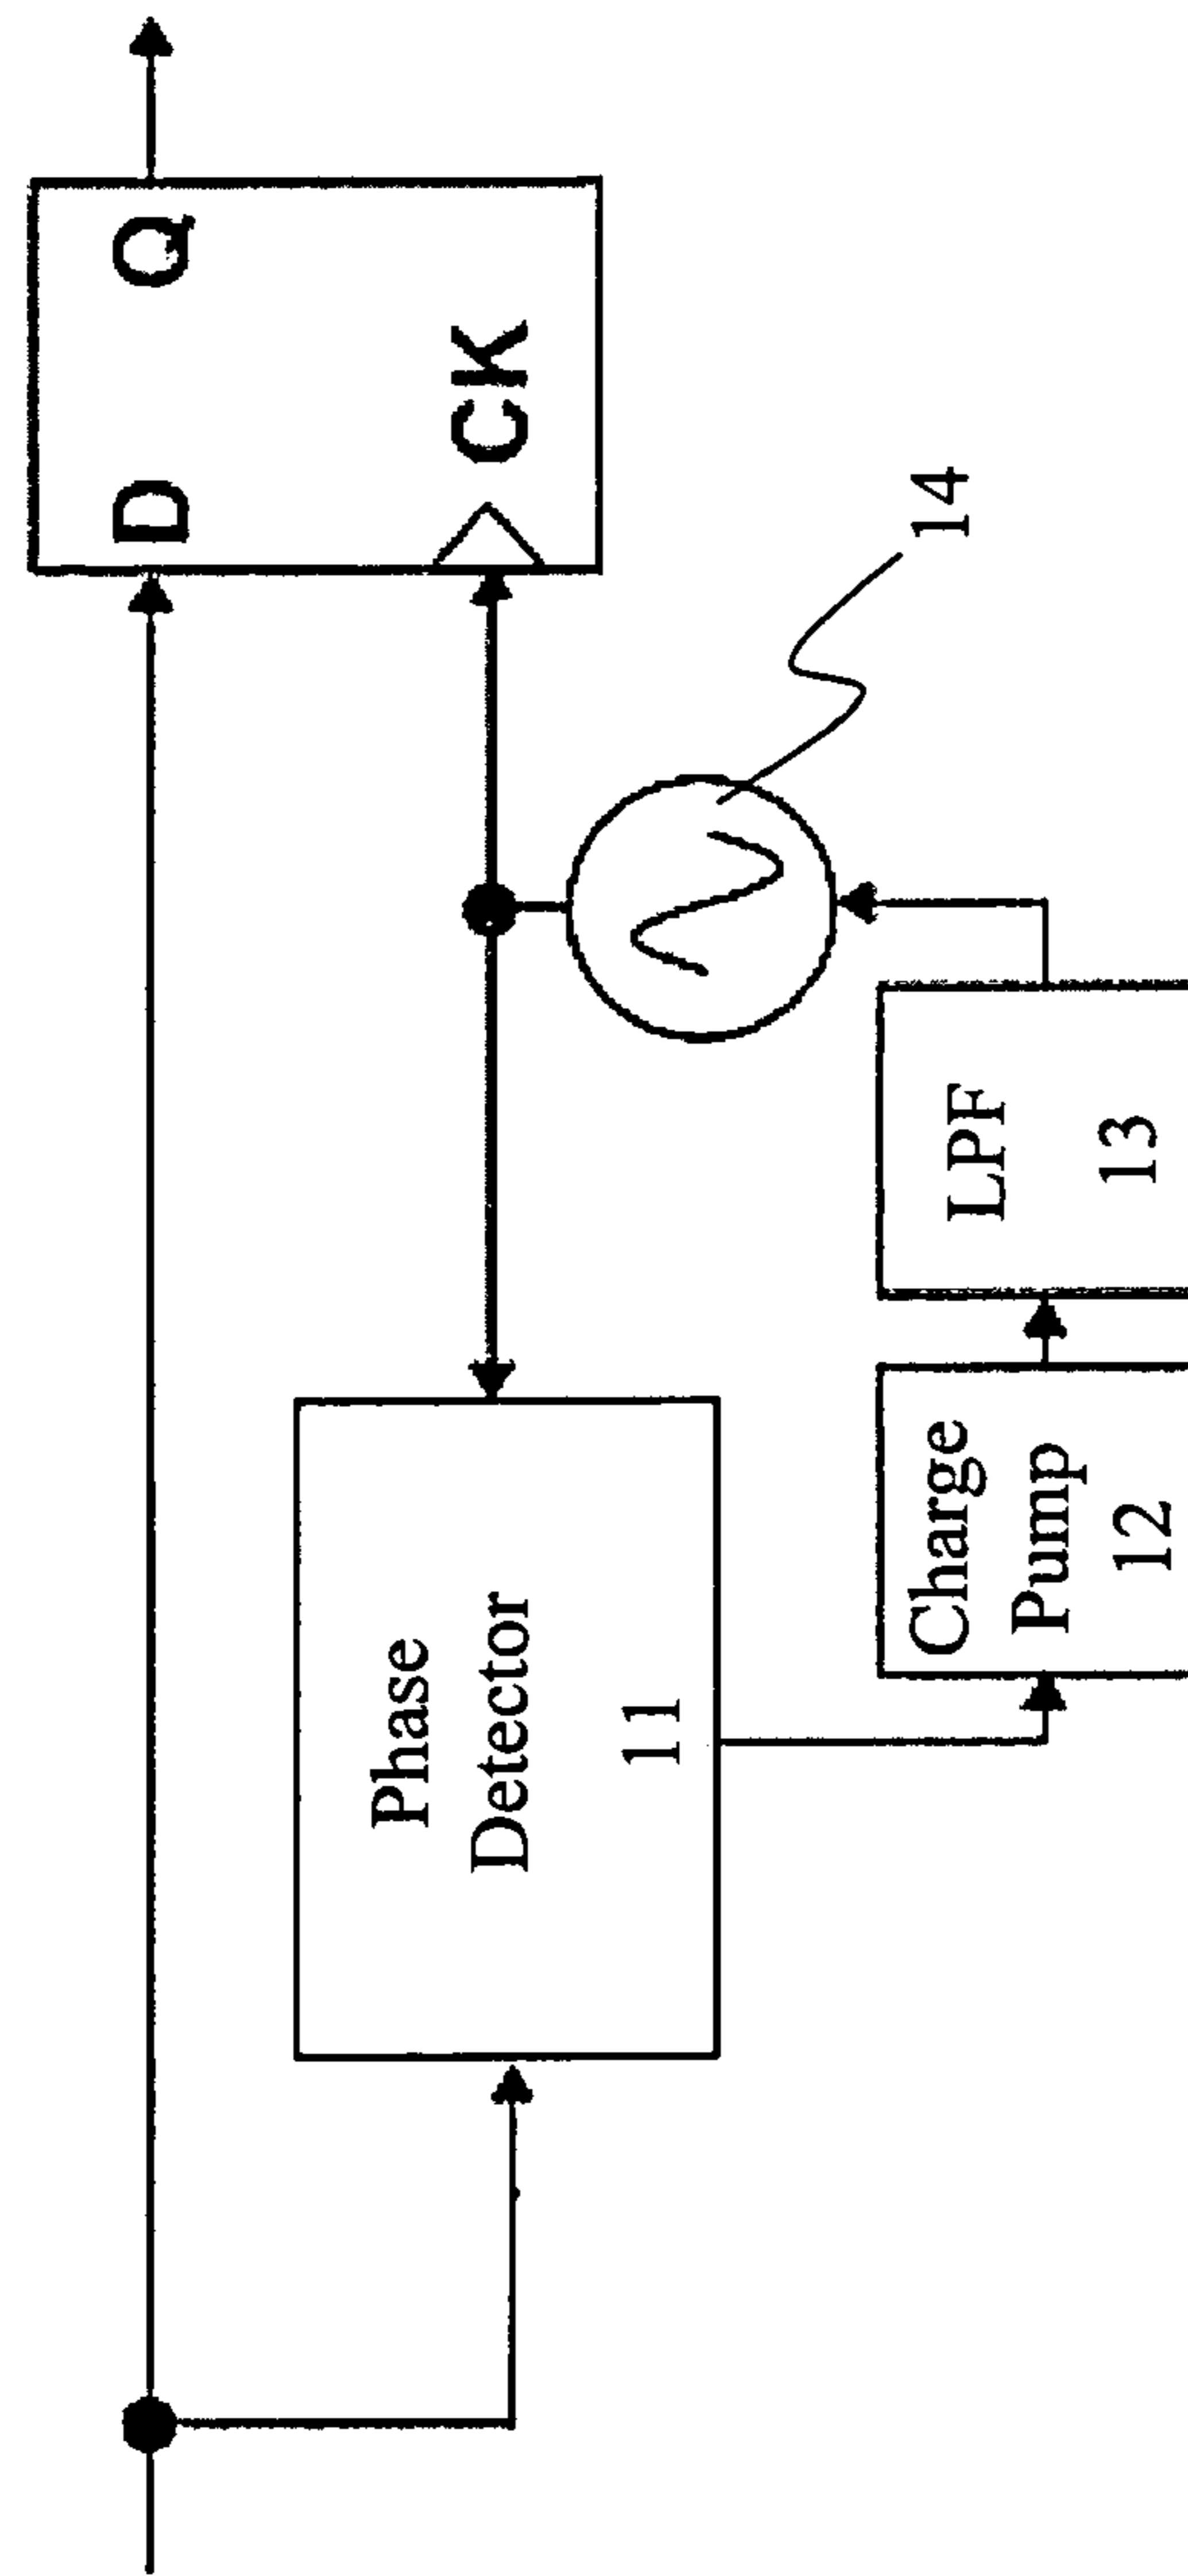 D Q
CK
Phase
Detector
11
14
Charge
Pump
12
LPF
13